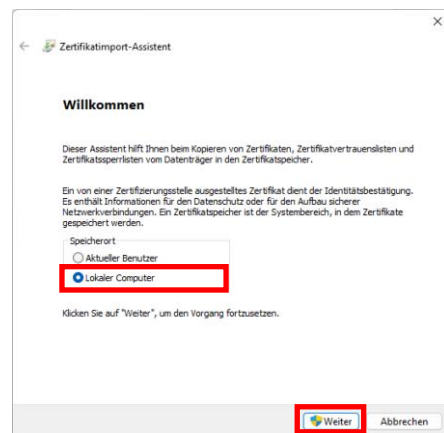 Zertifikatimport-Assistent
Willkommen
Dieser Assistent hilft Ihnen beim Kopieren von Zertifikaten, Zertifikatvertrauenslisten und
Zertifikatssperrlisten vom Datenträger in den Zertifikatspeicher.
Ein von einer Zertifizierungsstelle ausgestelltes Zertifikat dient der Identitätsbestätigung.
Es enthält Informationen für den Datenschutz oder für den Aufbau sicherer
Netzwerkverbindungen. Ein Zertifikatspeicher ist der Systembereich, in dem Zertifikate
gespeichert werden.
Speicherort
Aktueller Benutzer
Lokaler Computer
Klicken Sie auf "Weiter", um den Vorgang fortzusetzen.
Weiter
Abbrechen